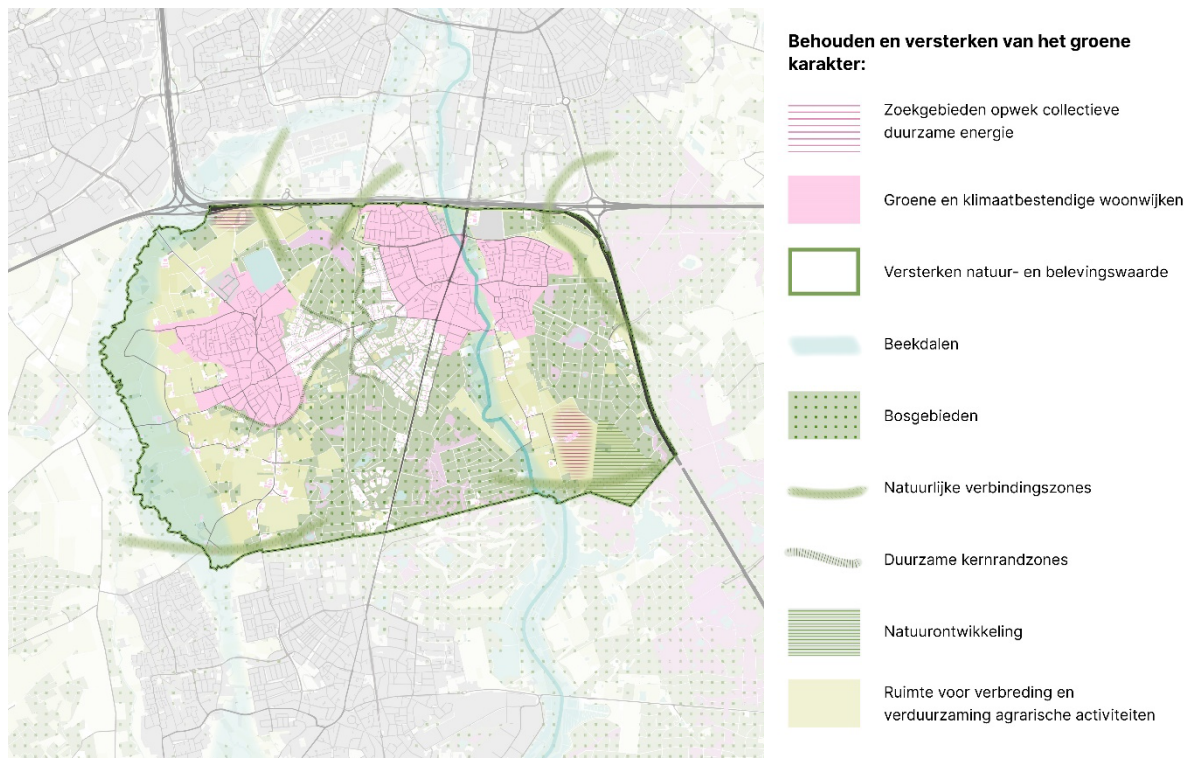 Behouden en versterken van het groene
karakter:
Zoekgebieden opwek collectieve
duurzame energie
Groene en klimaatbestendige woonwijken
Versterken natuur- en belevingswaarde
Beekdalen
Bosgebieden
Natuurlijke verbindingszones
Duurzame kernrandzones
Natuurontwikkeling
Ruimte voor verbreding en
verduurzaming agrarische activiteiten